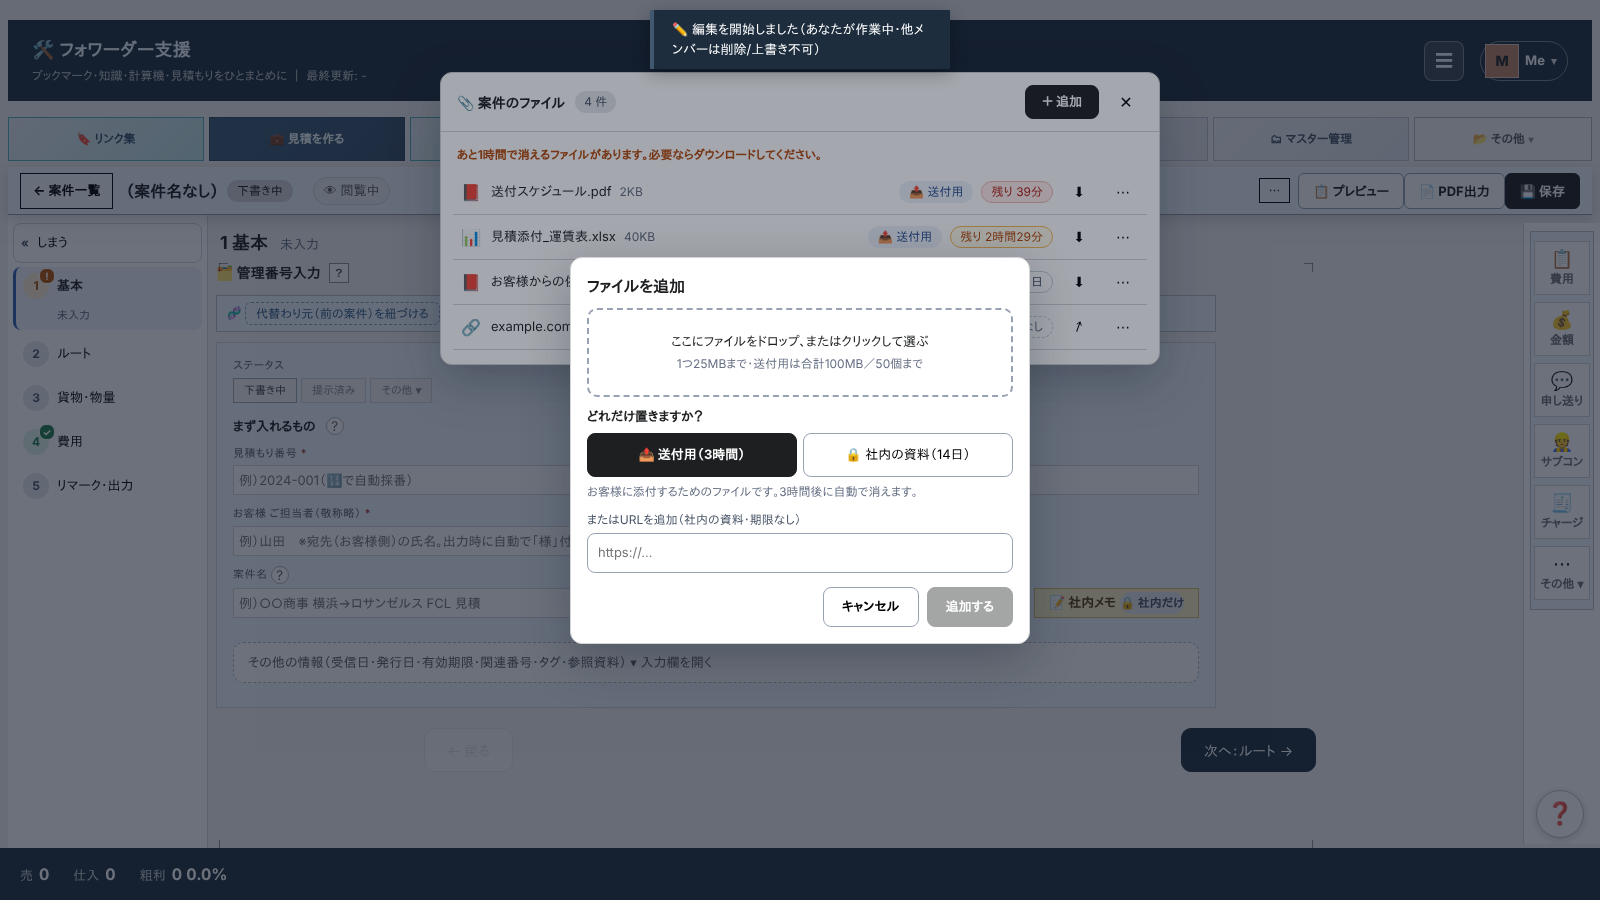 ✏️ 編集を開始しました（あなたが作業中・他メ
ンバーは削除/上書き不可）
🛠️ フォワーダー支援
ブックマーク・知識・計算機・見積もりをひとまとめに ｜ 最終更新: -
☰
M Me ▾
🔖 リンク集
💼 見積を作る
🗂 マスター管理
📂 その他 ▾
📎 案件のファイル 4 件
＋追加
✕
あと1時間で消えるファイルがあります。必要ならダウンロードしてください。
📕 送付スケジュール.pdf 2KB 📤 送付用 残り 39分 ⬇ …
📊 見積添付_運賃表.xlsx 40KB 📤 送付用 残り 2時間29分 ⬇ …
📕 お客様からの 日 ⬇ …
🔗 example.com なし ↗ …
← 案件一覧
（案件名なし） 下書き中 👁 閲覧中
…
📋 プレビュー
📄 PDF出力
💾 保存
« しまう
1 ! 基本
未入力
2 ルート
3 貨物・物量
4 ✓ 費用
5 リマーク・出力
1 基本 未入力
🗂️ 管理番号入力 ?
🔗 代替わり元（前の案件）を紐づける
ステータス
下書き中 提示済み その他 ▾
まず入れるもの ?
見積もり番号 *
例）2024-001（🔢で自動採番）
お客様 ご担当者（敬称略） *
例）山田　※宛先（お客様側）の氏名。出力時に自動で「様」付
案件名 ?
例）〇〇商事 横浜→ロサンゼルス FCL 見積
📝 社内メモ 🔒 社内だけ
その他の情報（受信日・発行日・有効期限・関連番号・タグ・参照資料） ▾ 入力欄を開く
← 戻る
次へ：ルート →
ファイルを追加
ここにファイルをドロップ、またはクリックして選ぶ
1つ25MBまで・送付用は合計100MB／50個まで
どれだけ置きますか？
📤 送付用（3時間）
🔒 社内の資料（14日）
お客様に添付するためのファイルです。3時間後に自動で消えます。
またはURLを追加（社内の資料・期限なし）
https://...
キャンセル
追加する
📋 費用
💰 金額
💬 申し送り
👷 サブコン
🧾 チャージ
… その他 ▾
❓
売 0 仕入 0 粗利 0 0.0%